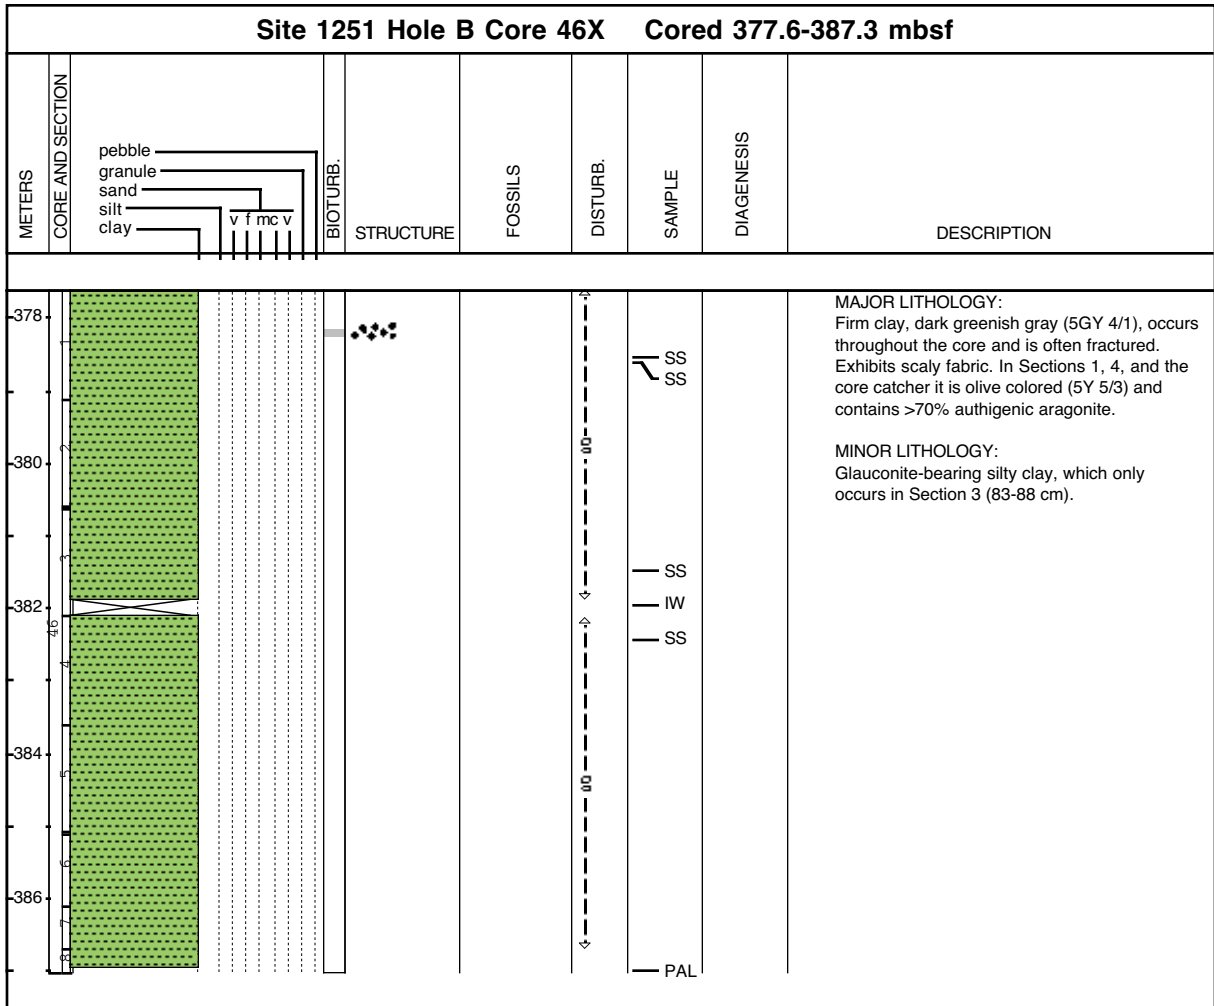 Site 1251 Hole B Core 46X Cored 377.6-387.3 mbsf
METERS
CORE AND SECTION
pebble
granule
sand
silt
v f m c v
clay
BIOTURB.
STRUCTURE
FOSSILS
DISTURB.
SAMPLE
DIAGENESIS
DESCRIPTION
378
380
382
384
386
46
1
2
3
4
5
6
7
8
SS
SS
SS
IW
SS
PAL
MAJOR LITHOLOGY:
Firm clay, dark greenish gray (5GY 4/1), occurs
throughout the core and is often fractured.
Exhibits scaly fabric. In Sections 1, 4, and the
core catcher it is olive colored (5Y 5/3) and
contains >70% authigenic aragonite.
MINOR LITHOLOGY:
Glauconite-bearing silty clay, which only
occurs in Section 3 (83-88 cm).